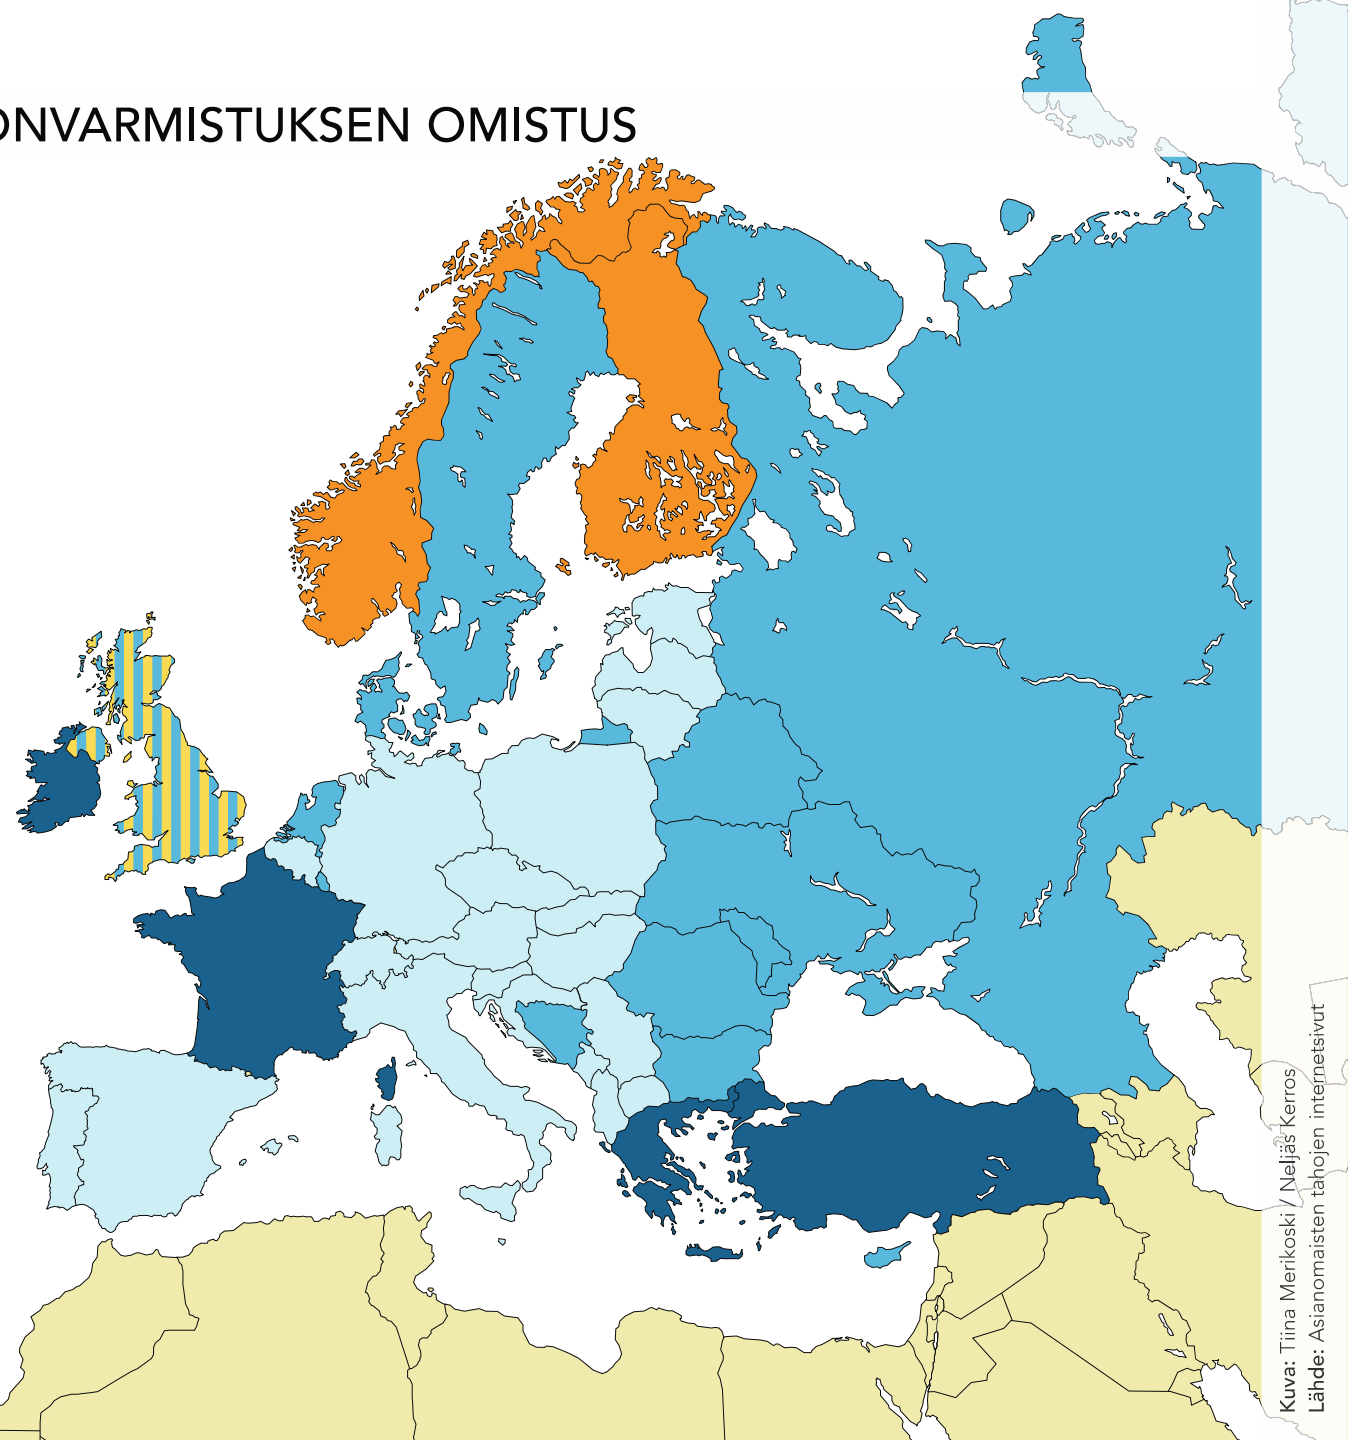 ONVARMISTUKSEN OMISTUS
Kuva: Tiina Merikoski / Neljäs Kerros
Lähde: Asianomaisten tahojen internetsivut